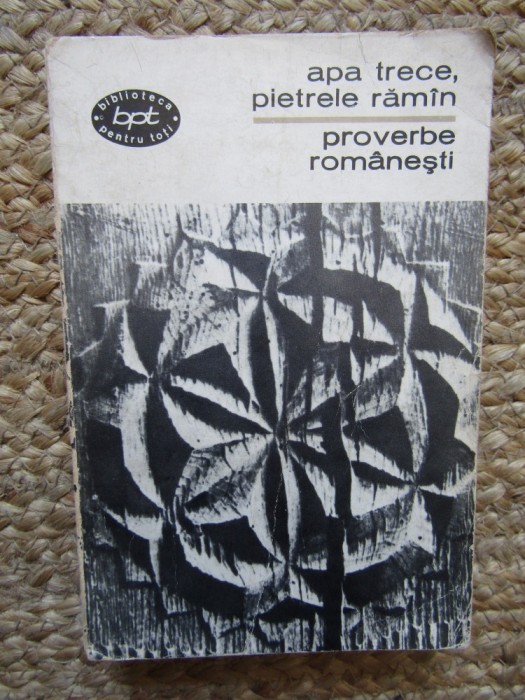 biblioteca
bpt
pentru toți
apa trece,
pietrele rămîn
proverbe
românești